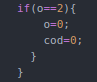 if(o==2){
o=0;
cod=0;
}
}